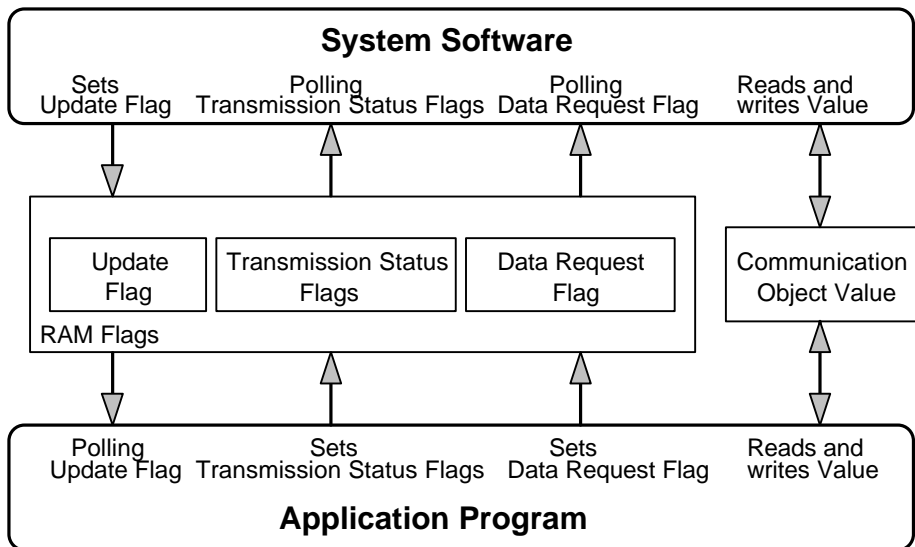 System Software
Sets
Update Flag
Polling
Transmission Status Flags
Polling
Data Request Flag
Reads and
writes Value
Update
Flag
Transmission Status
Flags
Data Request
Flag
RAM Flags
Communication
Object Value
Polling
Update Flag
Sets
Transmission Status Flags
Sets
Data Request Flag
Reads and
writes Value
Application Program